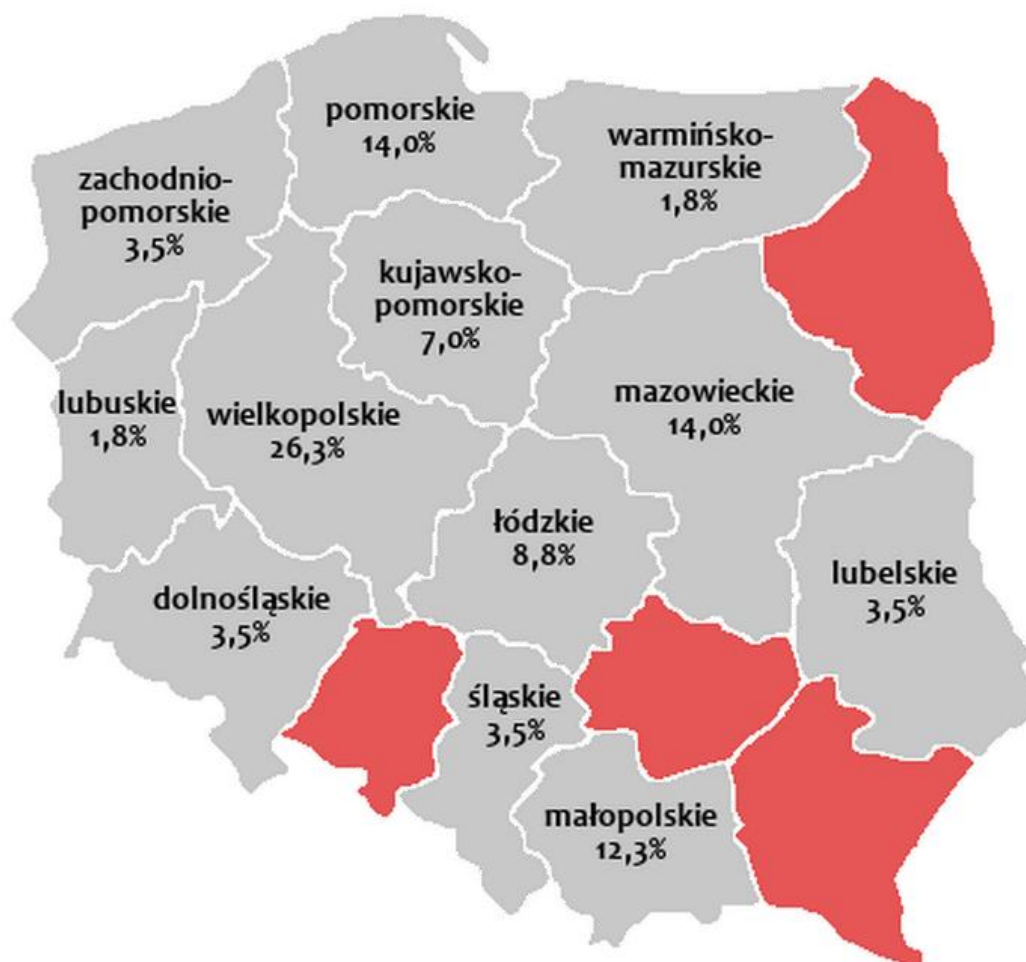 pomorskie
14,0%
warmińsko-
mazurskie
1,8%
zachodnio-
pomorskie
3,5%
kujawsko-
pomorskie
7,0%
mazowieckie
14,0%
lubuskie
1,8%
wielkopolskie
26,3%
łódzkie
8,8%
lubelskie
3,5%
dolnośląskie
3,5%
śląskie
3,5%
małopolskie
12,3%